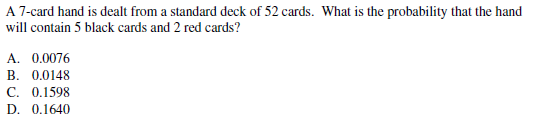 A 7-card hand is dealt from a standard deck of 52 cards.  What is the probability that the hand
will contain 5 black cards and 2 red cards?
A.  0.0076
B.  0.0148
C.  0.1598
D.  0.1640